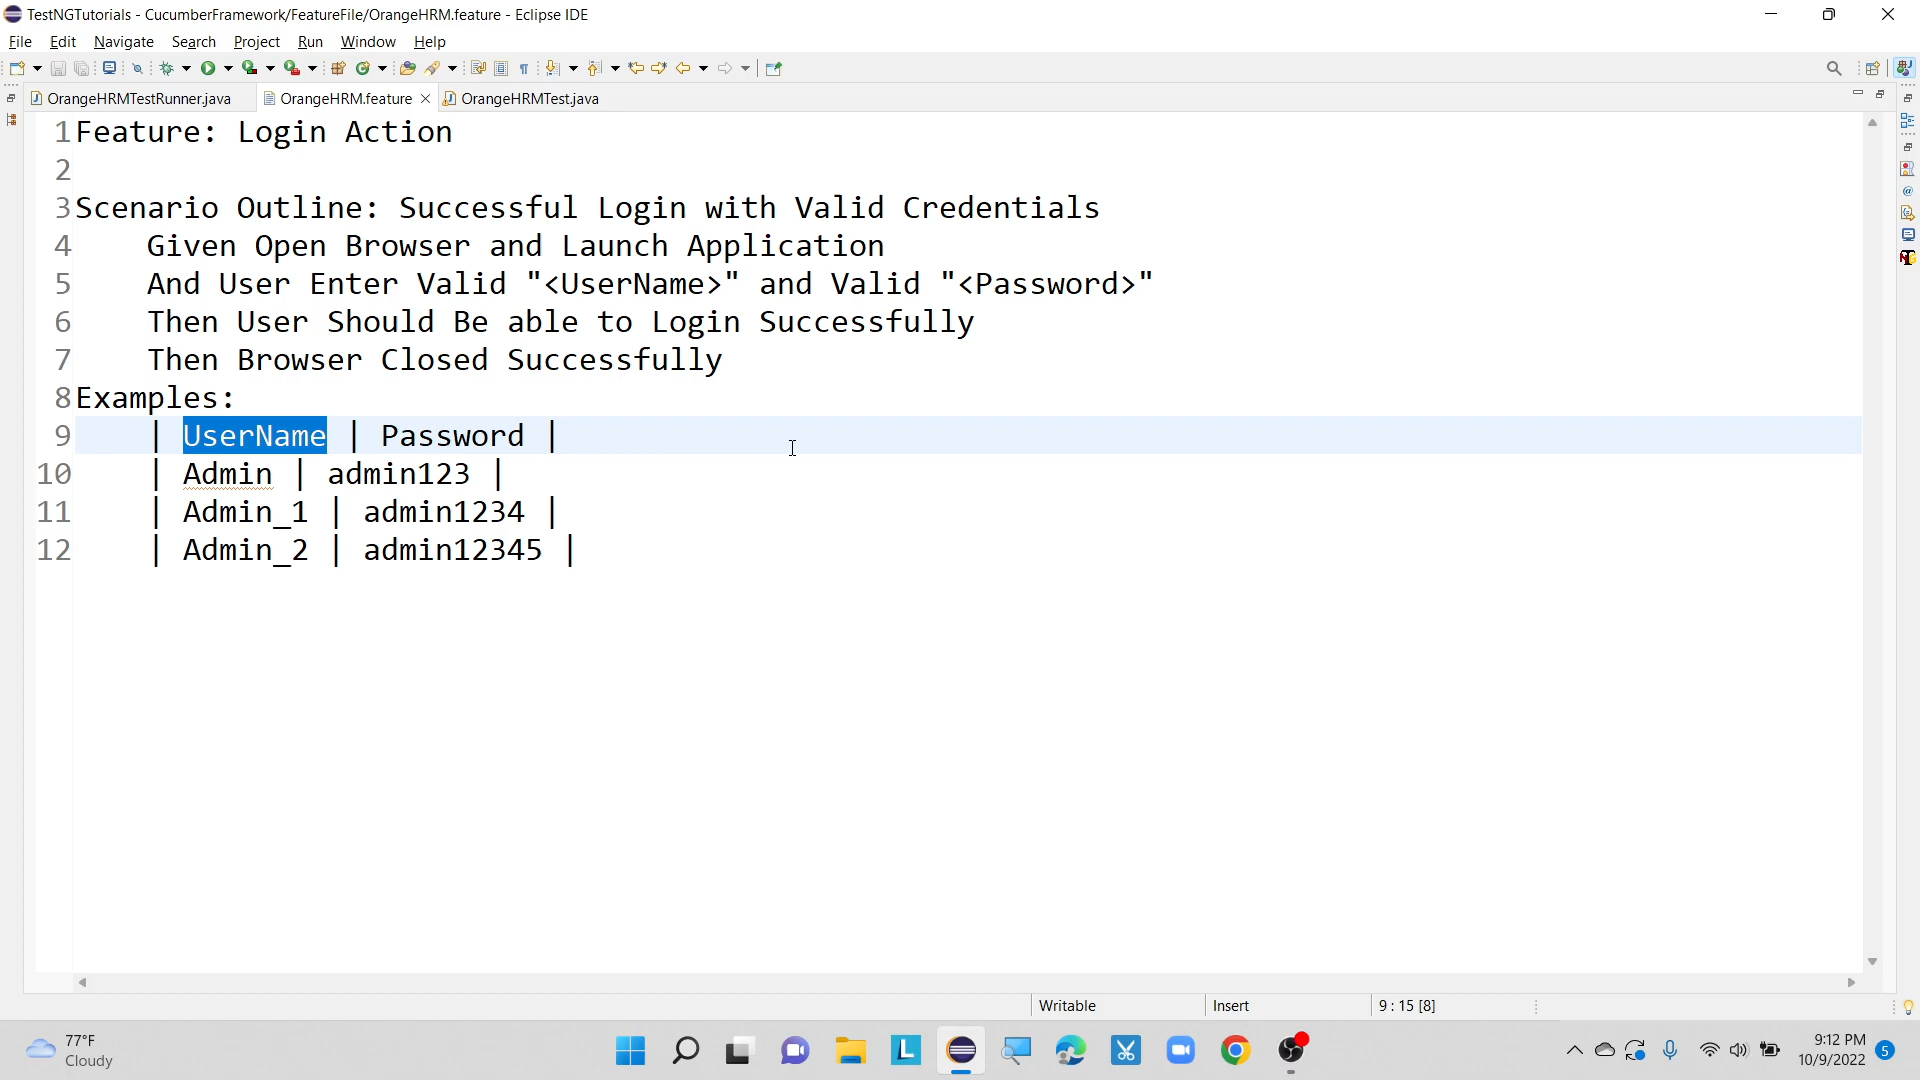 TestNGTutorials - CucumberFramework/FeatureFile/OrangeHRM.feature - Eclipse IDE
File Edit Navigate Search Project Run Window Help
OrangeHRMTestRunner.java OrangeHRM.feature OrangeHRMTest.java
1 Feature: Login Action
2
3 Scenario Outline: Successful Login with Valid Credentials
4 Given Open Browser and Launch Application
5 And User Enter Valid "<UserName>" and Valid "<Password>"
6 Then User Should Be able to Login Successfully
7 Then Browser Closed Successfully
8 Examples:
9 | UserName | Password |
10 | Admin | admin123 |
11 | Admin_1 | admin1234 |
12 | Admin_2 | admin12345 |
Writable Insert 9 : 15 [8]
77°F
Cloudy
9:12 PM
10/9/2022
5